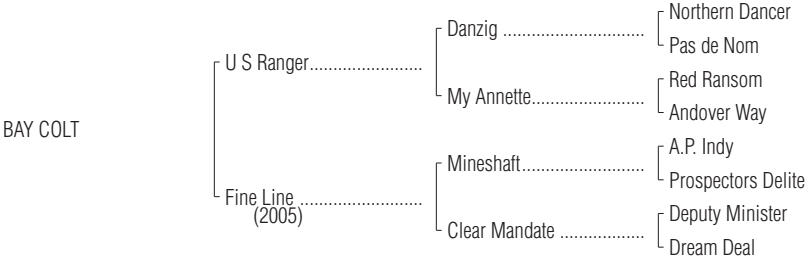 Northern Dancer
Danzig ..............................
Pas de Nom
U S Ranger........................
Red Ransom
My Annette........................
Andover Way
BAY COLT
A.P. Indy
Mineshaft..........................
Prospectors Delite
Fine Line ..........................
(2005)
Deputy Minister
Clear Mandate ..................
Dream Deal